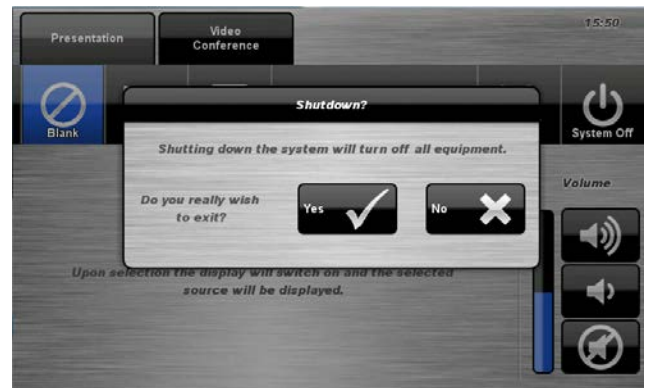 Presentation
Video
Conference
15:50
Blank
System Off
Shutdown?
Shutting down the system will turn off all equipment.
Do you really wish
to exit?
Yes
No
Volume
Upon selection the display will switch on and the selected
source will be displayed.